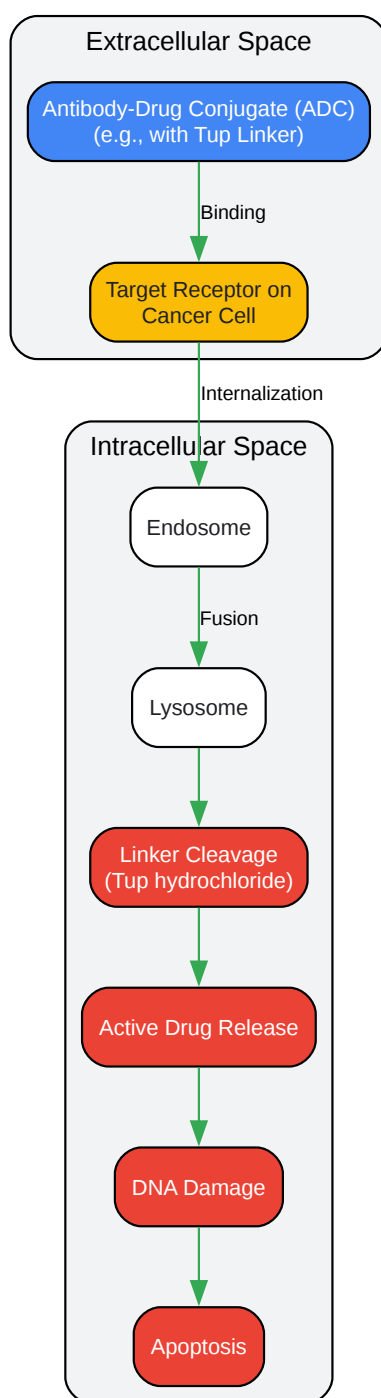 Extracellular Space
Antibody-Drug Conjugate (ADC)
(e.g., with Tup Linker)
Binding
Target Receptor on
Cancer Cell
Internalization
Intracellular Space
Endosome
Fusion
Lysosome
Linker Cleavage
(Tup hydrochloride)
Active Drug Release
DNA Damage
Apoptosis